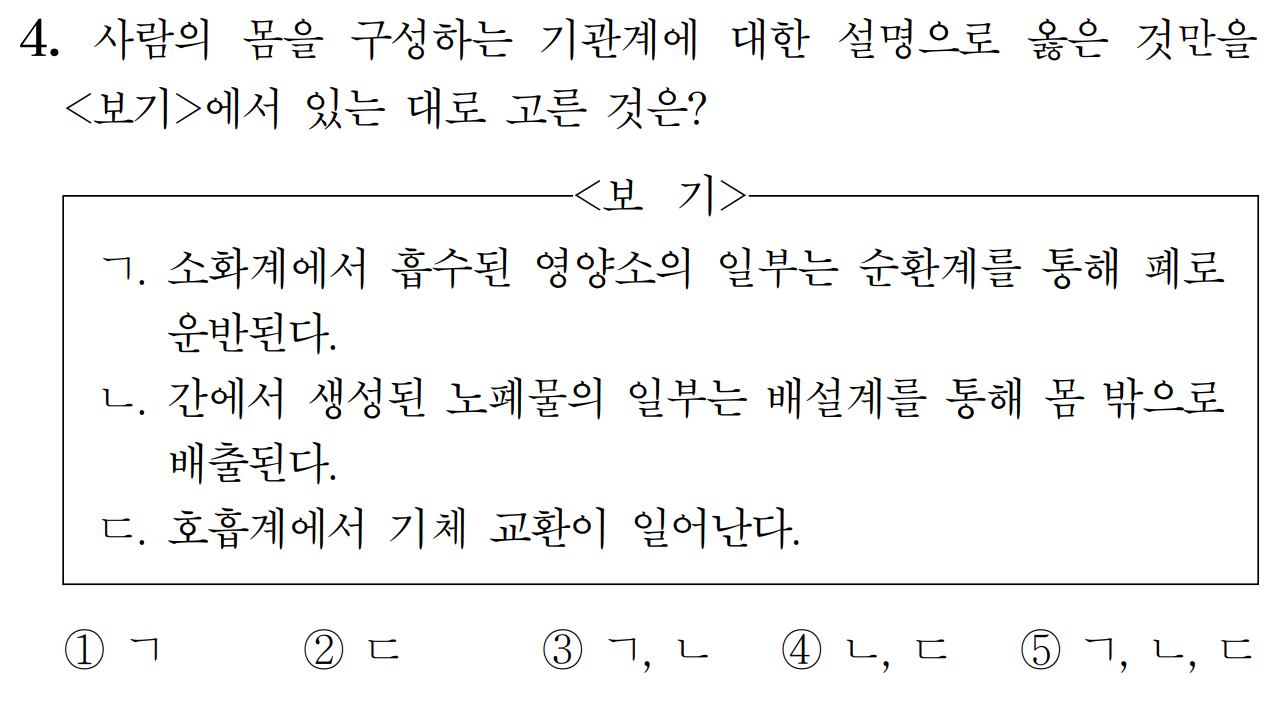 4. 사람의 몸을 구성하는 기관계에 대한 설명으로 옳은 것만을
<보기>에서 있는 대로 고른 것은?
<보 기>
ㄱ. 소화계에서 흡수된 영양소의 일부는 순환계를 통해 폐로
운반된다.
ㄴ. 간에서 생성된 노폐물의 일부는 배설계를 통해 몸 밖으로
배출된다.
ㄷ. 호흡계에서 기체 교환이 일어난다.
① ㄱ ② ㄷ ③ ㄱ, ㄴ ④ ㄴ, ㄷ ⑤ ㄱ, ㄴ, ㄷ